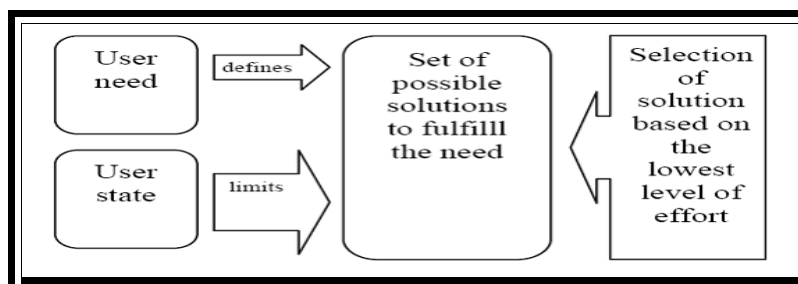 User
need
defines
Set of
possible
solutions
to fulfilll
the need
Selection
of
solution
based on
the
lowest
level of
effort
User
state
limits